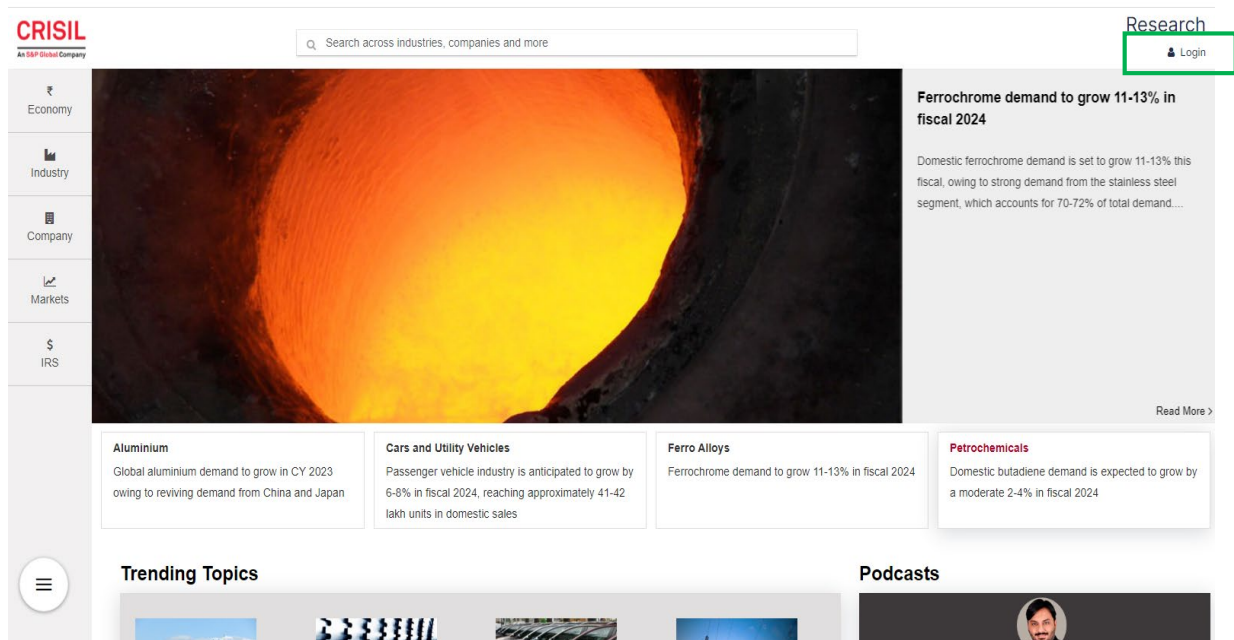 CRISIL
An S&P Global Company
Search across industries, companies and more
Research
Login
₹
Economy
Industry
Company
Markets
$
IRS
Ferrochrome demand to grow 11-13% in
fiscal 2024
Domestic ferrochrome demand is set to grow 11-13% this
fiscal, owing to strong demand from the stainless steel
segment, which accounts for 70-72% of total demand....
Read More >
Aluminium
Global aluminium demand to grow in CY 2023
owing to reviving demand from China and Japan
Cars and Utility Vehicles
Passenger vehicle industry is anticipated to grow by
6-8% in fiscal 2024, reaching approximately 41-42
lakh units in domestic sales
Ferro Alloys
Ferrochrome demand to grow 11-13% in fiscal 2024
Petrochemicals
Domestic butadiene demand is expected to grow by
a moderate 2-4% in fiscal 2024
Trending Topics
Podcasts